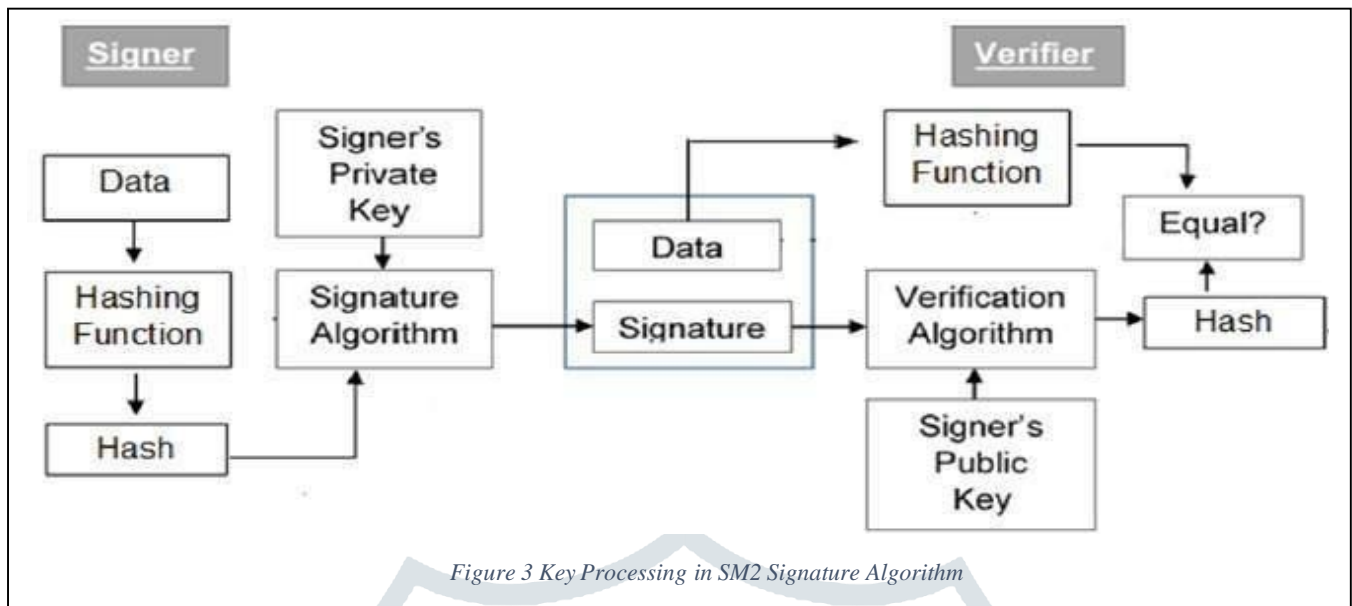 Signer
Verifier
Data
Hashing
Function
Hash
Signer's
Private
Key
Signature
Algorithm
Data
Signature
Hashing
Function
Verification
Algorithm
Signer's
Public
Key
Equal?
Hash
Figure 3 Key Processing in SM2 Signature Algorithm